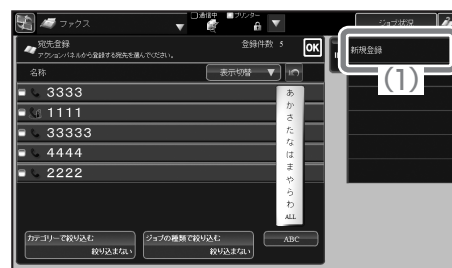 ファクス
通信中
プリンター
ジョブ状況
宛先登録
アクションパネルから登録する宛先を選んでください。
登録件数 5
OK
新規登録
(1)
名称
表示切替
3333
1111
33333
4444
2222
あ
か
さ
た
な
は
ま
や
ら
わ
ALL
カテゴリーで絞り込む
絞り込まない
ジョブの種類で絞り込む
絞り込まない
ABC